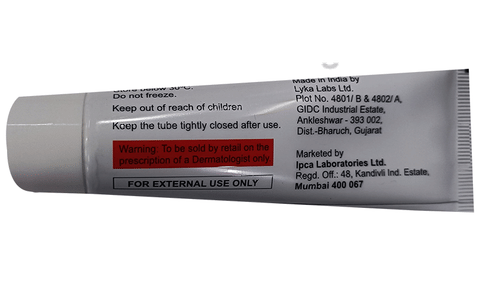 Store below 30°C.
Do not freeze.
Keep out of reach of children
Keep the tube tightly closed after use.
Warning: To be sold by retail on the
prescription of a Dermatologist only.
FOR EXTERNAL USE ONLY
Made in India by
Lyka Labs Ltd.
Plot No. 4801/ B & 4802/ A,
GIDC Industrial Estate,
Ankleshwar - 393 002,
Dist.-Bharuch, Gujarat
Marketed by
Ipca Laboratories Ltd.
Regd. Off.: 48, Kandivli Ind. Estate,
Mumbai 400 067